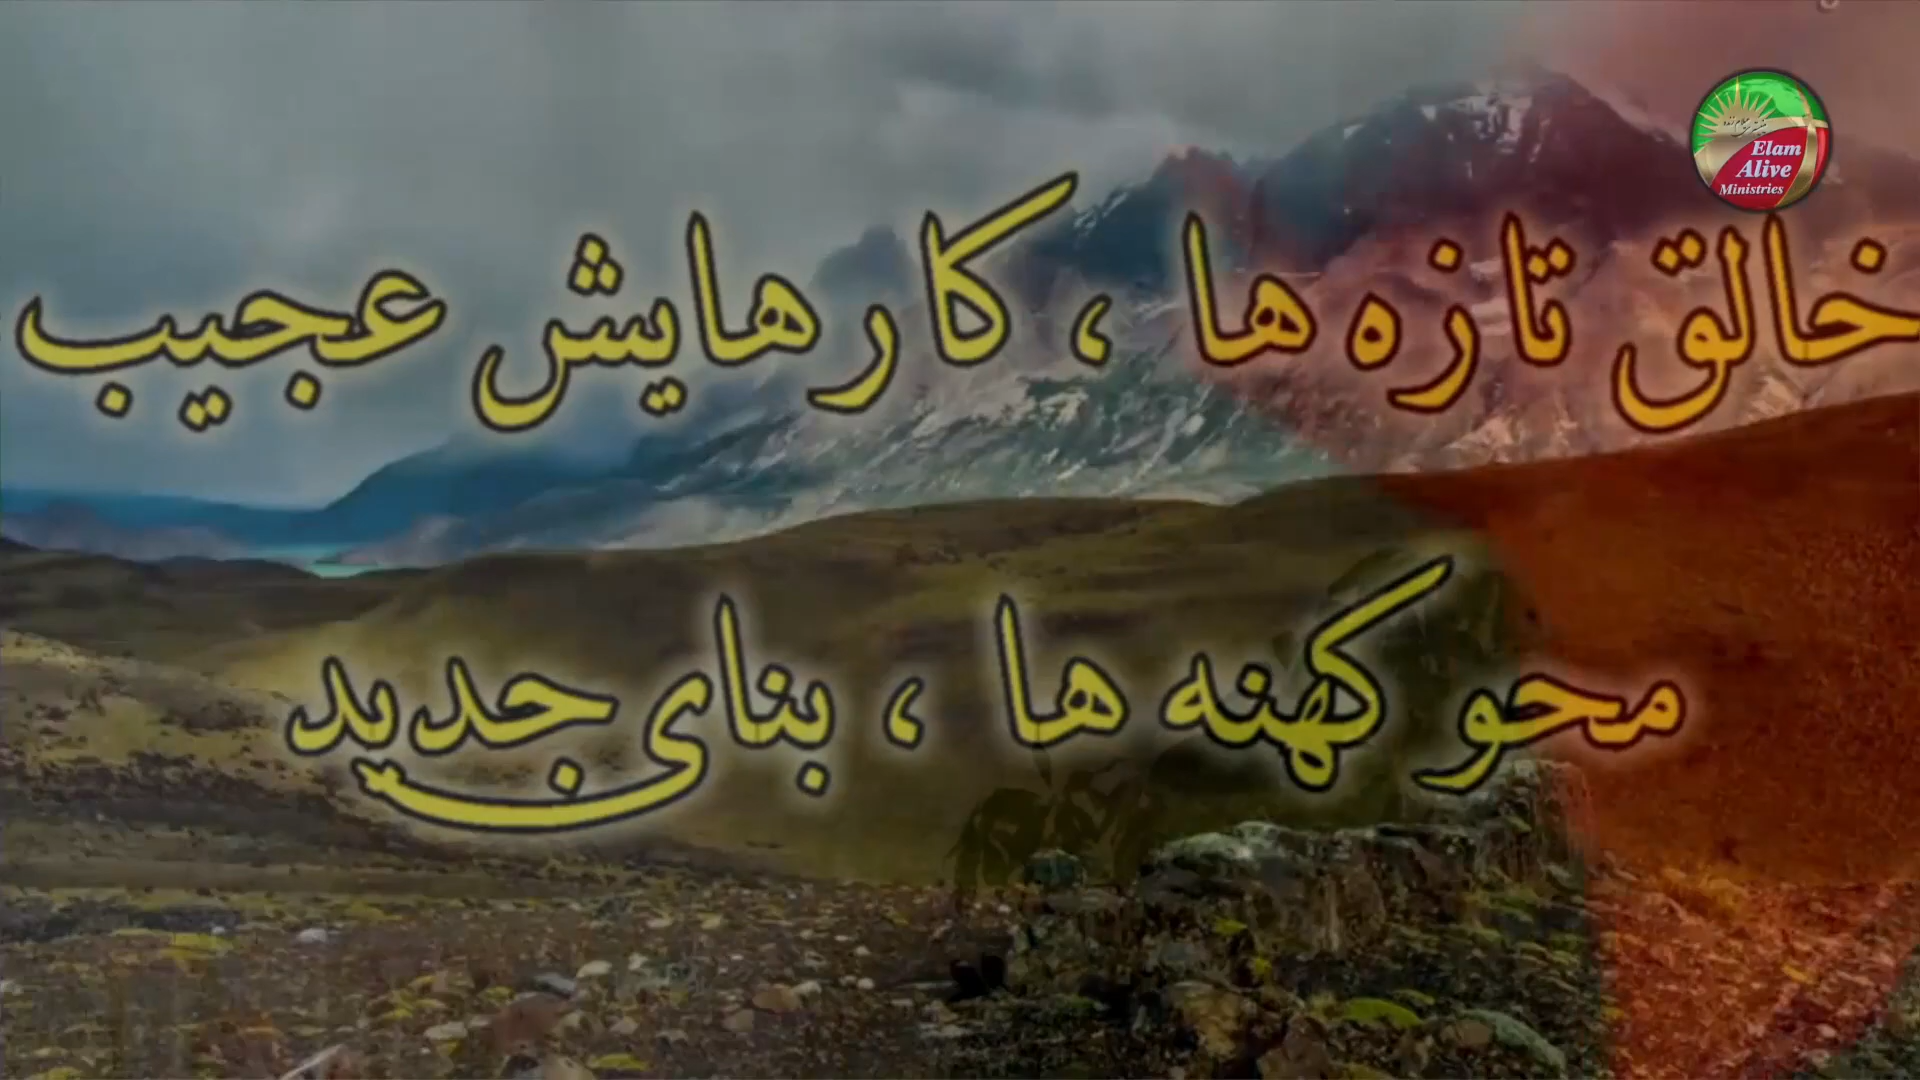 خالق تازه ها ، کارهایش عجیب
محو کهنه ها ، بنای جدید
Elam
Alive
Ministries